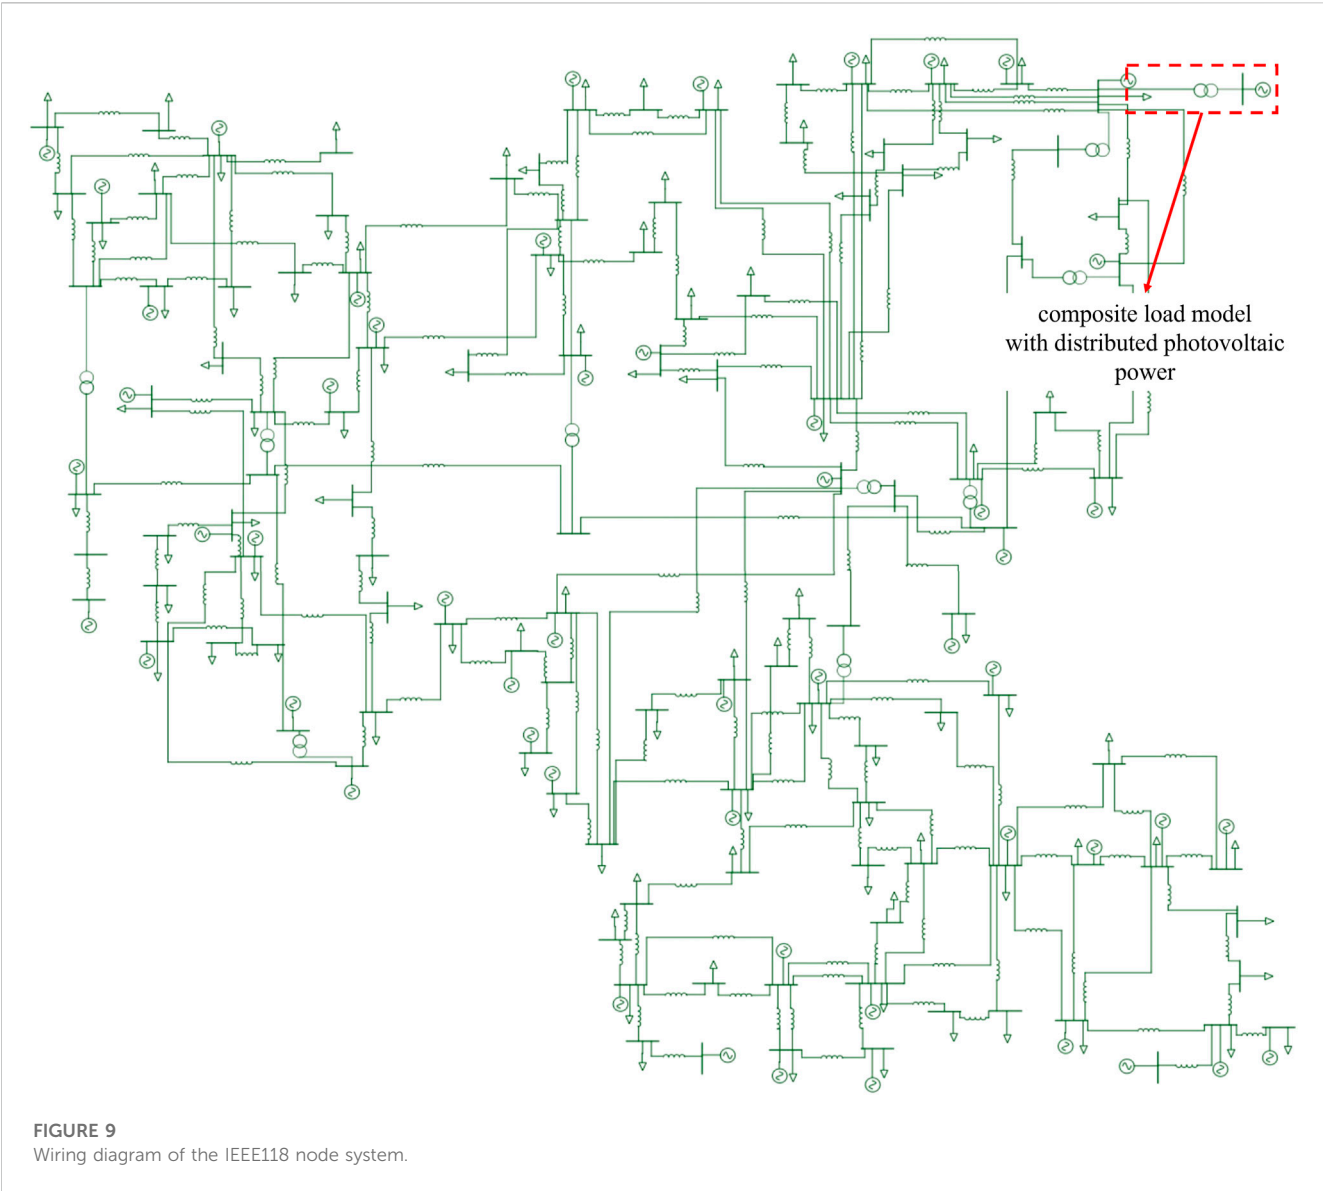 composite load model
with distributed photovoltaic
power
FIGURE 9
Wiring diagram of the IEEE118 node system.